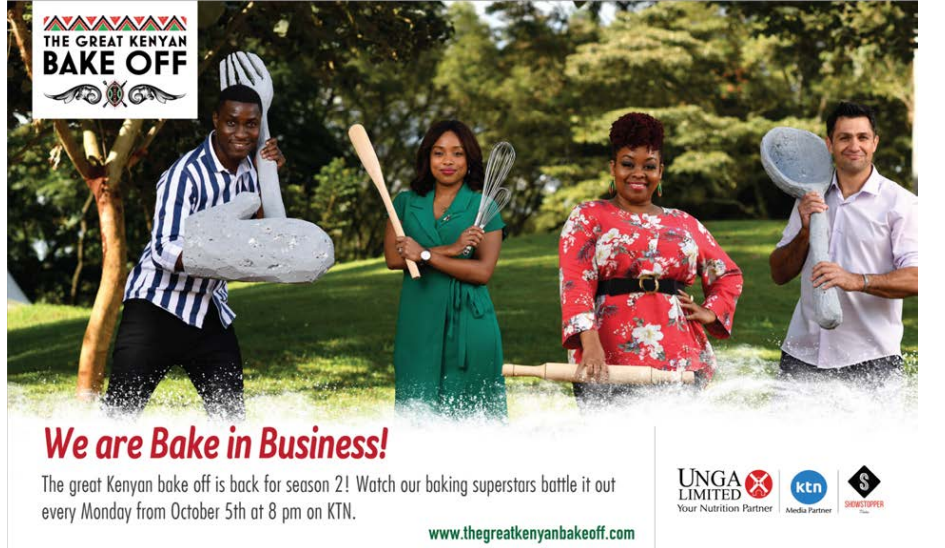 THE GREAT KENYAN
BAKE OFF
We are Bake in Business!
The great Kenyan bake off is back for season 2! Watch our baking superstars battle it out
every Monday from October 5th at 8 pm on KTN.
www.thegreatkenyanbakeoff.com
UNGA
LIMITED
Your Nutrition Partner
ktn
Media Partner
S
SHOWSTOPPER